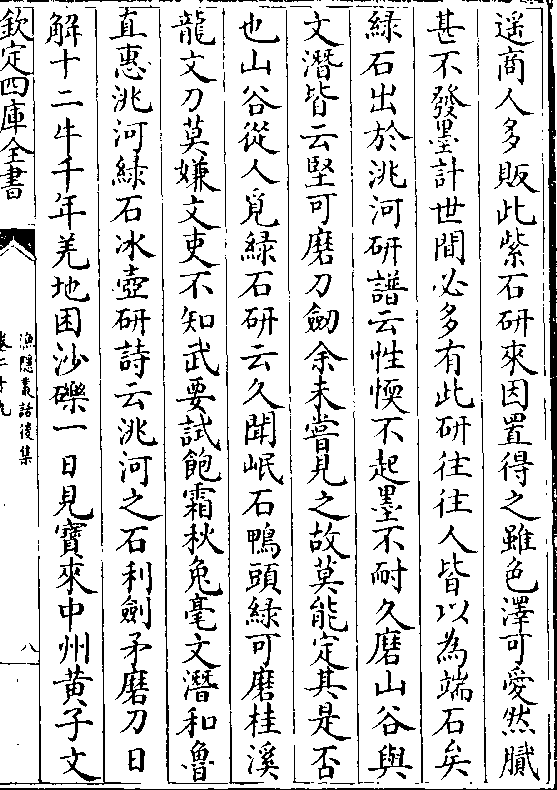 遥商人多販此紫石研來因置得之雖色澤可愛然膩
甚不發墨計世間必多有此研往往人皆以為端石矣
緑石出於洮河研譜云性愞不起墨不耐久磨山谷與
文潛皆云堅可磨刀劒余未嘗見之故莫能定其是否
也山谷從人覓緑石研云久聞岷石鴨頭綠可磨桂溪
龍文刀莫嫌文吏不知武要試飽霜秋兔毫文潛和魯
直惠洮河緑石冰壺研詩云洮河之石利劍矛磨刀日
解十二牛千年羌地困沙礫一日見寶來中州黄子文
欽定四庫全書
漁隱叢話後集
卷二十九
八